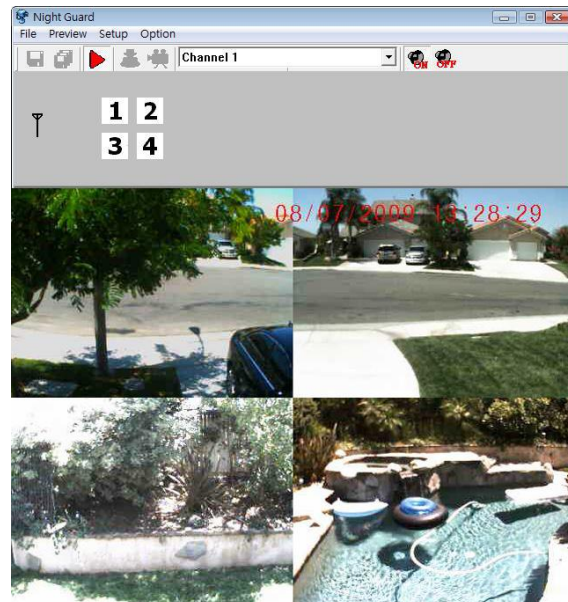 Night Guard
File Preview Setup Option
Channel 1 ON OFF
1 2
3 4
08/07/2009 13:28:29